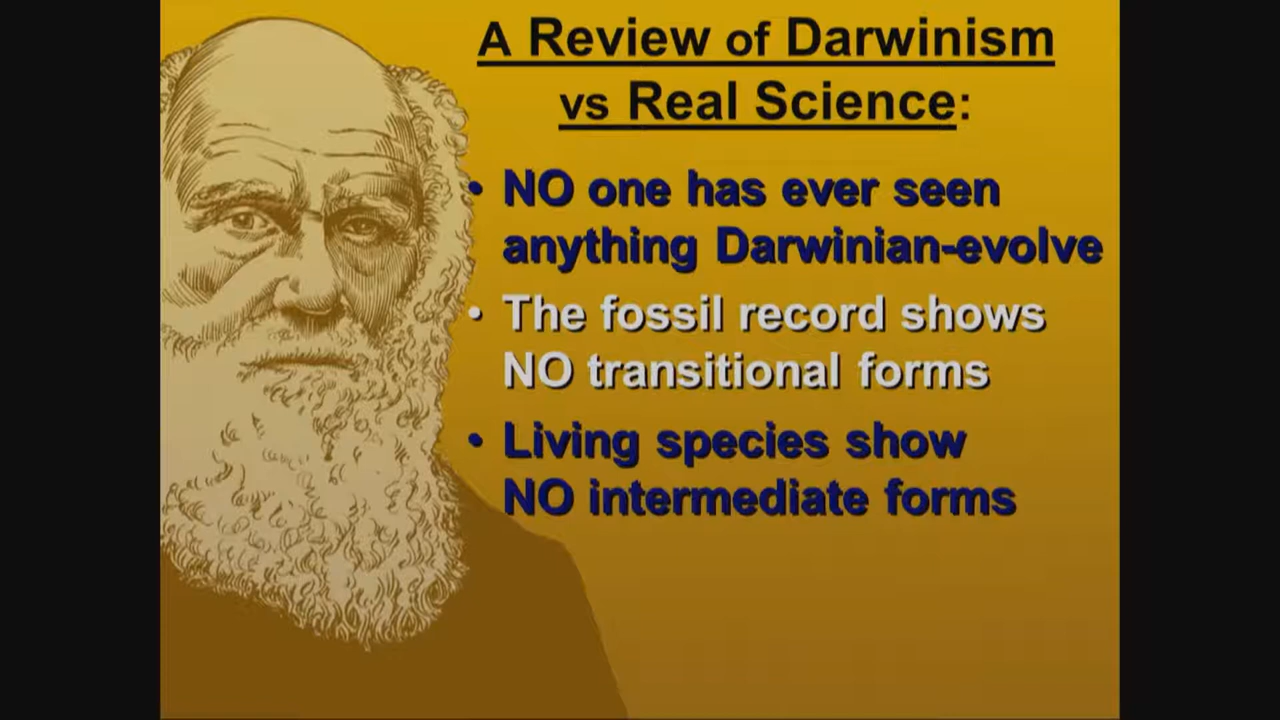 A Review of Darwinism
vs Real Science:
• NO one has ever seen
anything Darwinian-evolve
• The fossil record shows
NO transitional forms
• Living species show
NO intermediate forms